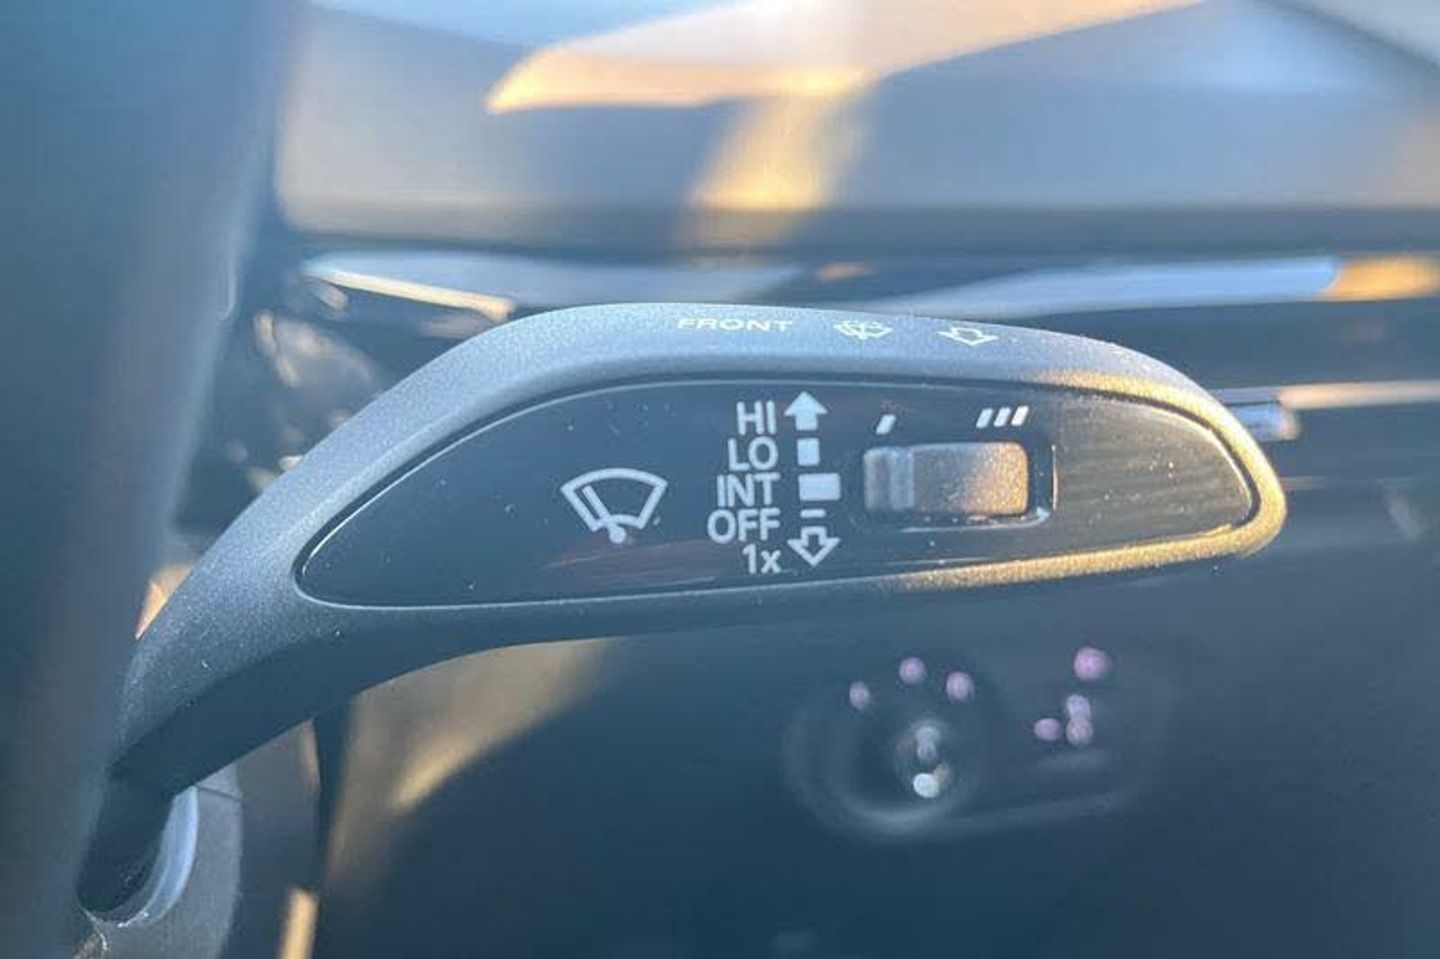 FRONT
HI
LO
INT
OFF
1x